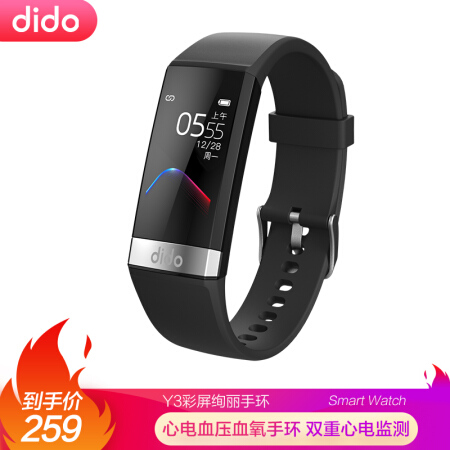 dido
上午
05
55
12/28
周一
dido
到手价
259
Y3彩屏绚丽手环 Smart Watch
心电血压血氧手环 双重心电监测